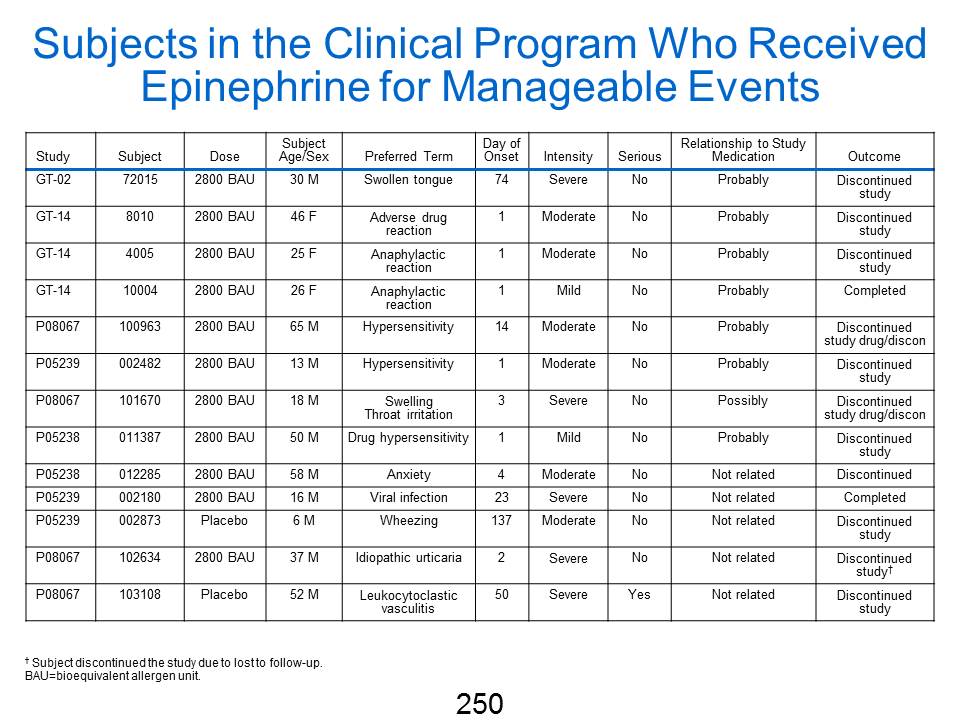 Subjects in the Clinical Program Who Received
Epinephrine for Manageable Events
Study Subject Dose Subject Age/Sex Preferred Term Day of Onset Intensity Serious Relationship to Study Medication Outcome
GT-02 72015 2800 BAU 30 M Swollen tongue 74 Severe No Probably Discontinued study
GT-14 8010 2800 BAU 46 F Adverse drug reaction 1 Moderate No Probably Discontinued study
GT-14 4005 2800 BAU 25 F Anaphylactic reaction 1 Moderate No Probably Discontinued study
GT-14 10004 2800 BAU 26 F Anaphylactic reaction 1 Mild No Probably Completed
P08067 100963 2800 BAU 65 M Hypersensitivity 14 Moderate No Probably Discontinued study drug/discon
P05239 002482 2800 BAU 13 M Hypersensitivity 1 Moderate No Probably Discontinued study
P08067 101670 2800 BAU 18 M Swelling Throat irritation 3 Severe No Possibly Discontinued study drug/discon
P05238 011387 2800 BAU 50 M Drug hypersensitivity 1 Mild No Probably Discontinued study
P05238 012285 2800 BAU 58 M Anxiety 4 Moderate No Not related Discontinued
P05239 002180 2800 BAU 16 M Viral infection 23 Severe No Not related Completed
P05239 002873 Placebo 6 M Wheezing 137 Moderate No Not related Discontinued study
P08067 102634 2800 BAU 37 M Idiopathic urticaria 2 Severe No Not related Discontinued study†
P08067 103108 Placebo 52 M Leukocytoclastic vasculitis 50 Severe Yes Not related Discontinued study
† Subject discontinued the study due to lost to follow-up.
BAU=bioequivalent allergen unit.
250